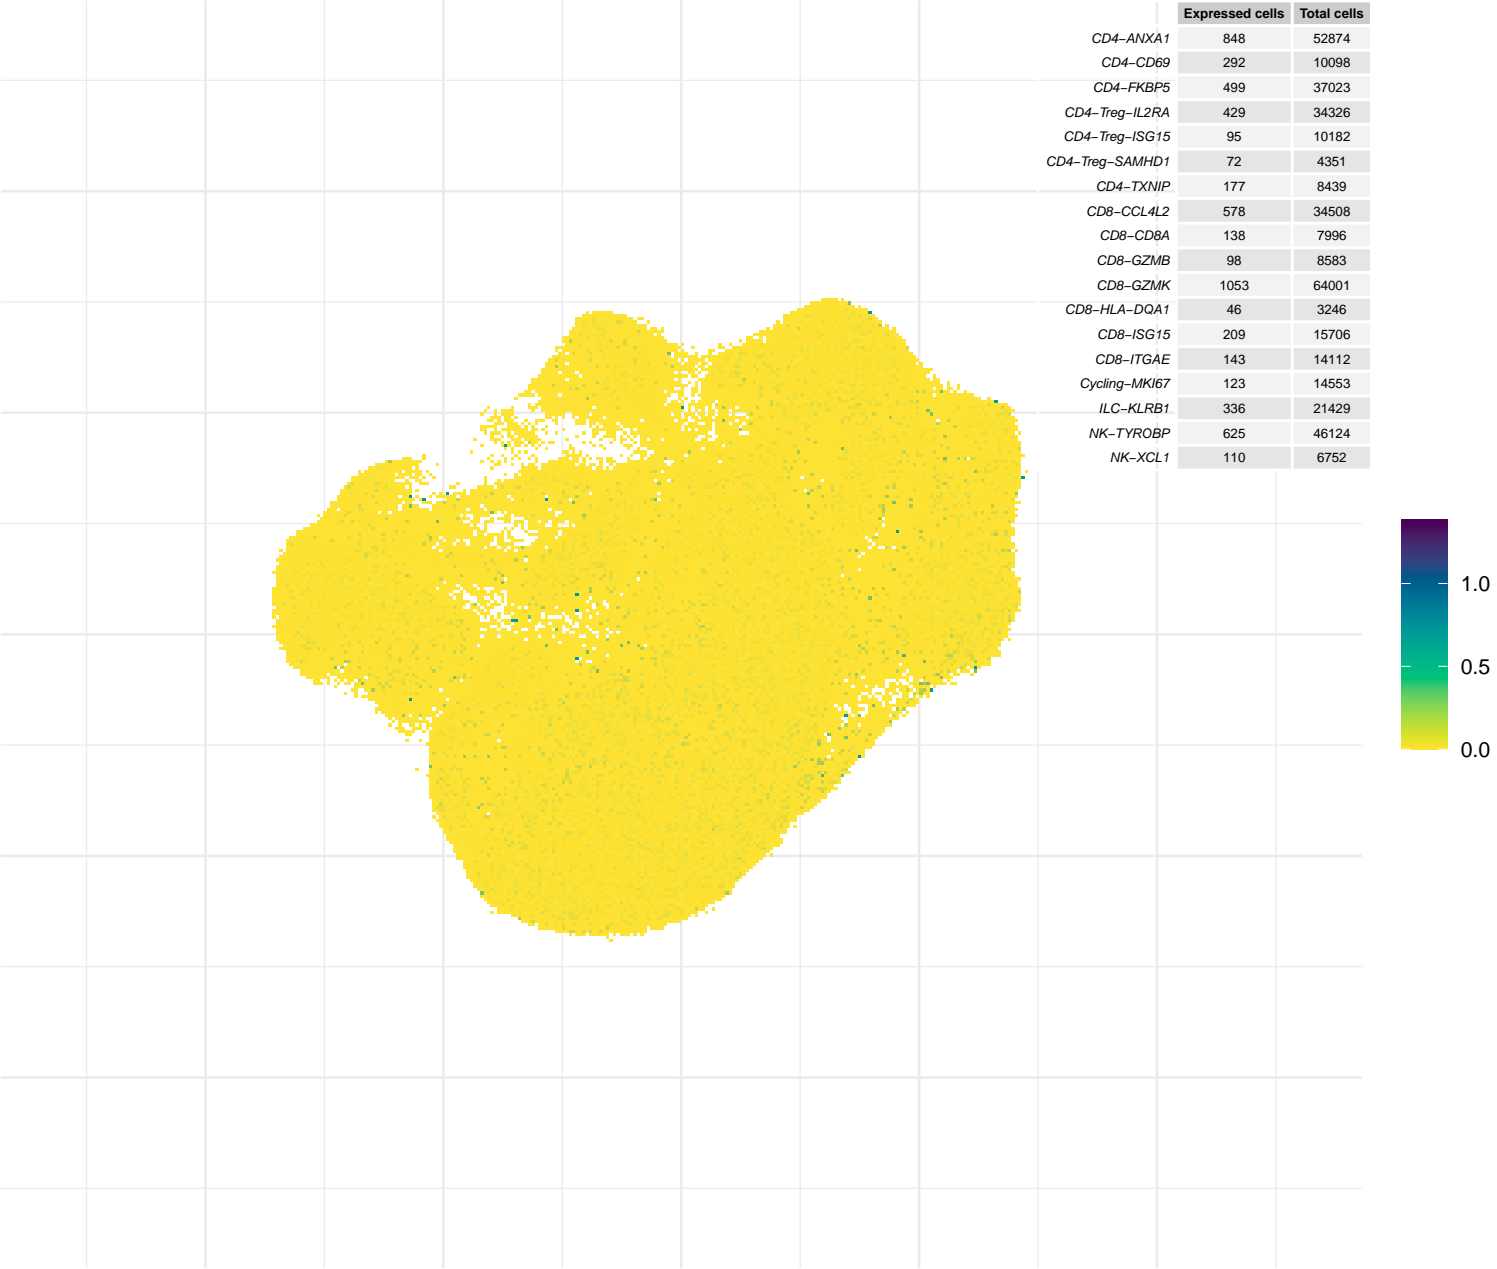 Expressed cells Total cells
CD4−ANXA1 848 52874
CD4−CD69 292 10098
CD4−FKBP5 499 37023
CD4−Treg−IL2RA 429 34326
CD4−Treg−ISG15 95 10182
CD4−Treg−SAMHD1 72 4351
CD4−TXNIP 177 8439
CD8−CCL4L2 578 34508
CD8−CD8A 138 7996
CD8−GZMB 98 8583
CD8−GZMK 1053 64001
CD8−HLA−DQA1 46 3246
CD8−ISG15 209 15706
CD8−ITGAE 143 14112
Cycling−MKI67 123 14553
ILC−KLRB1 336 21429
NK−TYROBP 625 46124
NK−XCL1 110 6752
1.0
0.5
0.0